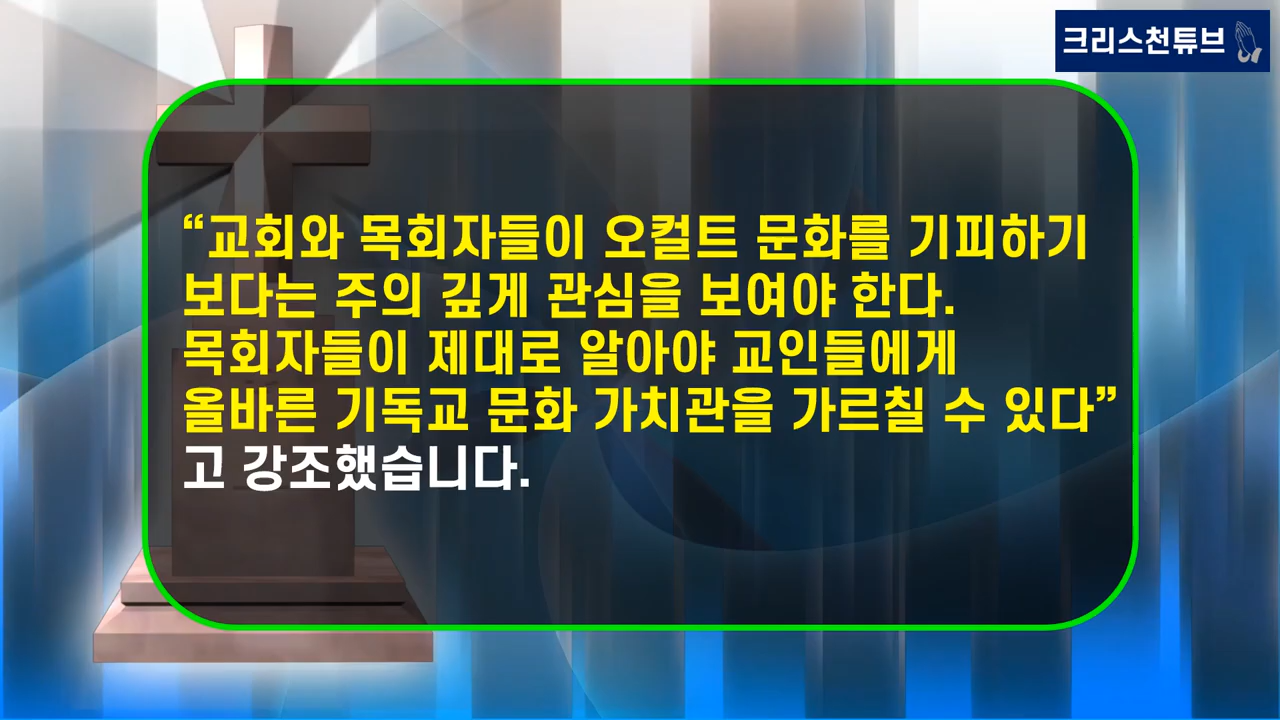 크리스천튜브
“교회와 목회자들이 오컬트 문화를 기피하기
보다는 주의 깊게 관심을 보여야 한다.
목회자들이 제대로 알아야 교인들에게
올바른 기독교 문화 가치관을 가르칠 수 있다”
고 강조했습니다.